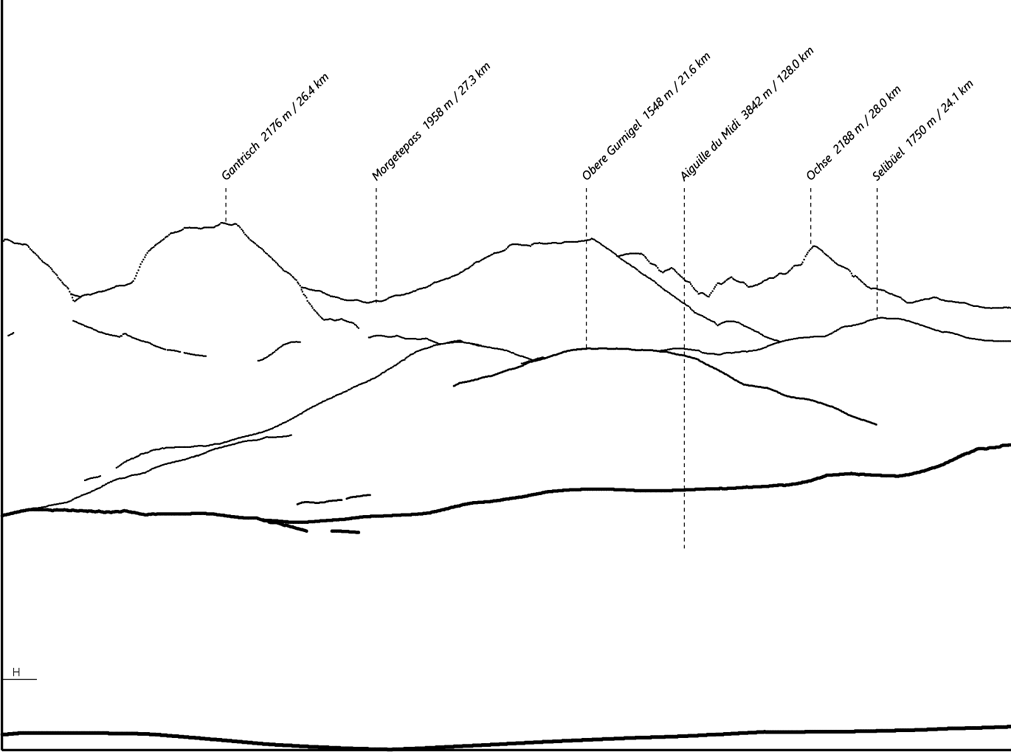 Gantrisch 2176 m / 26.4 km
Morgetepass 1958 m / 27.3 km
Obere Gurnigel 1548 m / 21.6 km
Aiguille du Midi 3842 m / 128.0 km
Ochse 2188 m / 28.0 km
Selibüel 1750 m / 24.1 km
H